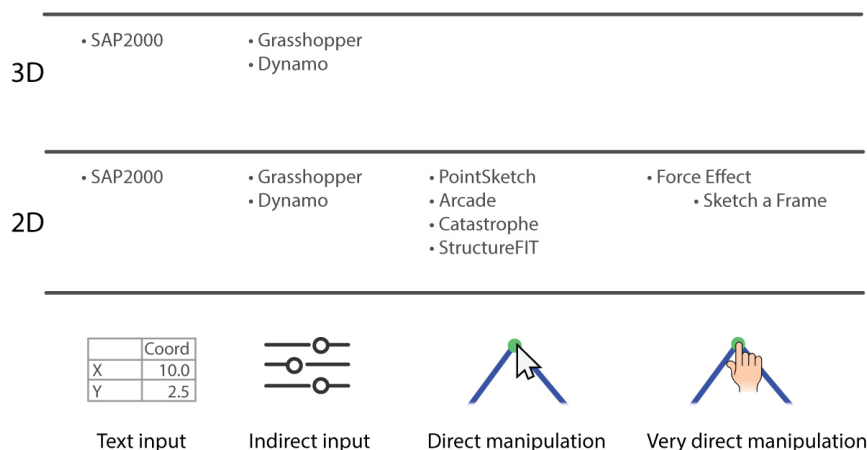 3D
• SAP2000
• Grasshopper
• Dynamo
2D
• SAP2000
• Grasshopper
• Dynamo
• PointSketch
• Arcade
• Catastrophe
• StructureFIT
• Force Effect
• Sketch a Frame
Coord
X 10.0
Y 2.5
Text input
Indirect input
Direct manipulation
Very direct manipulation